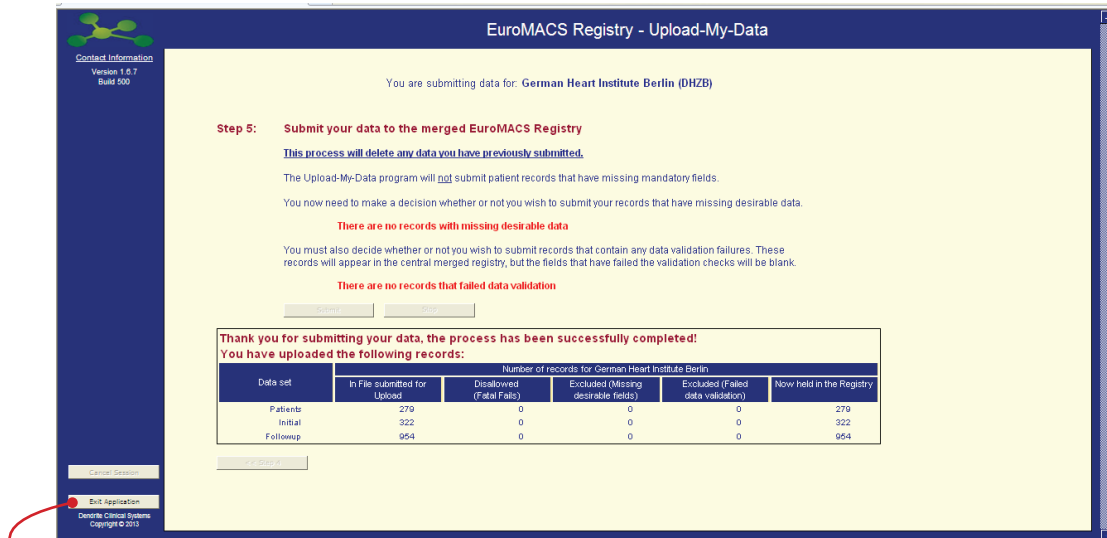 EuroMACS Registry - Upload-My-Data
Contact Information
Version 1.6.7
Build 500
You are submitting data for: German Heart Institute Berlin (DHZB)
Step 5: Submit your data to the merged EuroMACS Registry
This process will delete any data you have previously submitted.
The Upload-My-Data program will not submit patient records that have missing mandatory fields.
You now need to make a decision whether or not you wish to submit your records that have missing desirable data.
There are no records with missing desirable data
You must also decide whether or not you wish to submit records that contain any data validation failures. These
records will appear in the central merged registry, but the fields that have failed the validation checks will be blank.
There are no records that failed data validation
Submit
Thank you for submitting your data, the process has been successfully completed!
You have uploaded the following records:
Number of records for German Heart Institute Berlin
Data set In File submitted for Upload Disallowed (Fatal Fails) Excluded (Missing desirable fields) Excluded (Failed data validation) Now held in the Registry
Patients 279 0 0 0 279
Initial 322 0 0 0 322
Followup 954 0 0 0 954
<< Step 4
Cancel Session
Exit Application
Dendrite Clinical Systems
Copyright © 2013